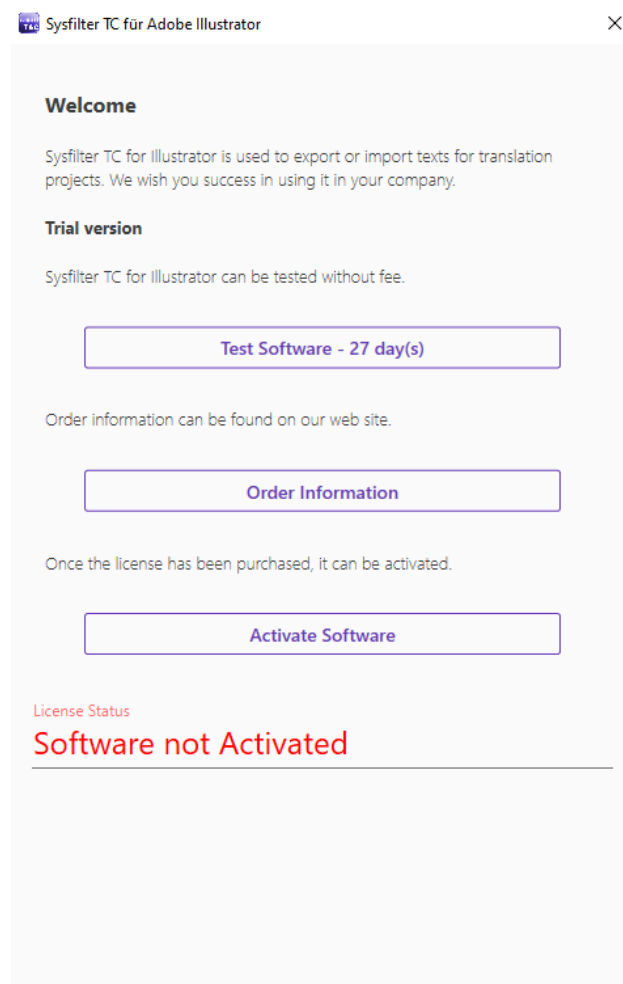 Sysfilter TC für Adobe Illustrator
Welcome
Sysfilter TC for Illustrator is used to export or import texts for translation
projects. We wish you success in using it in your company.
Trial version
Sysfilter TC for Illustrator can be tested without fee.
Test Software - 27 day(s)
Order information can be found on our web site.
Order Information
Once the license has been purchased, it can be activated.
Activate Software
License Status
Software not Activated